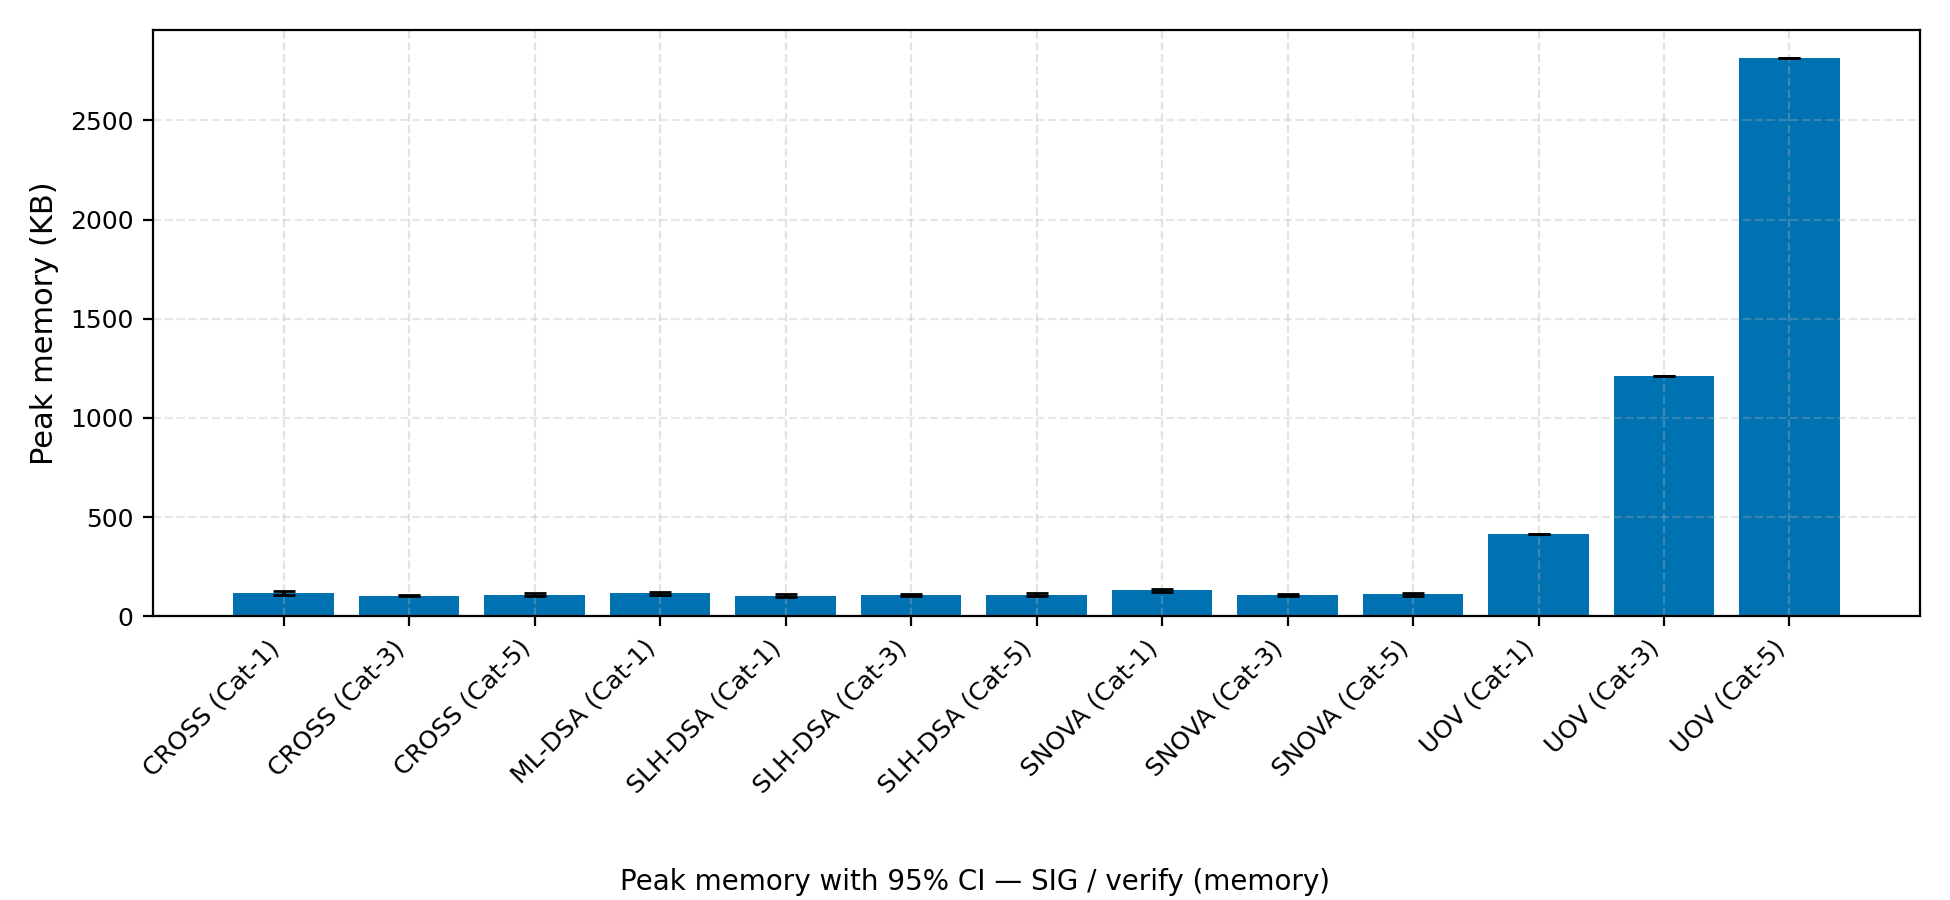 Peak memory (KB)
2500
2000
1500
1000
500
0
CROSS (Cat-1)
CROSS (Cat-3)
CROSS (Cat-5)
ML-DSA (Cat-1)
SLH-DSA (Cat-1)
SLH-DSA (Cat-3)
SLH-DSA (Cat-5)
SNOVA (Cat-1)
SNOVA (Cat-3)
SNOVA (Cat-5)
UOV (Cat-1)
UOV (Cat-3)
UOV (Cat-5)
Peak memory with 95% CI — SIG / verify (memory)